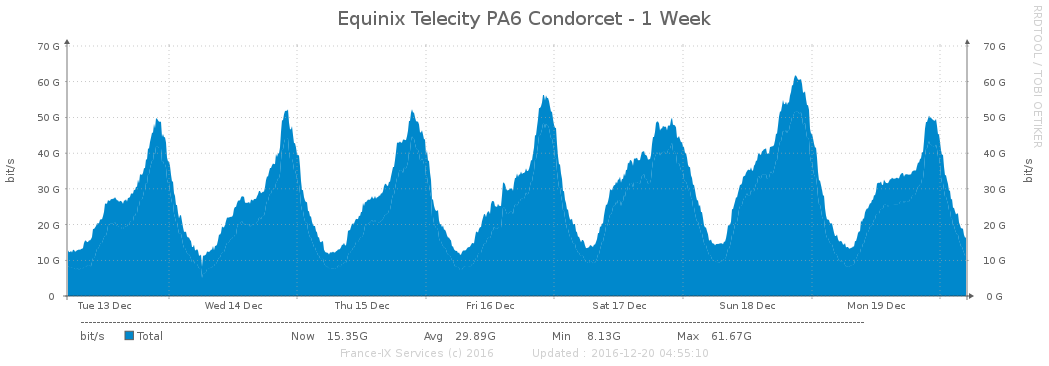 Equinix Telecity PA6 Condorcet - 1 Week
RRDTOOL / TOBI OETIKER
70 G 70 G
60 G 60 G
50 G 50 G
40 G 40 G
30 G 30 G
20 G 20 G
10 G 10 G
0 0 G
bit/s bit/s
Tue 13 Dec Wed 14 Dec Thu 15 Dec Fri 16 Dec Sat 17 Dec Sun 18 Dec Mon 19 Dec
bit/s Total Now 15.35G Avg 29.89G Min 8.13G Max 61.67G
France-IX Services (c) 2016 Updated : 2016-12-20 04:55:10